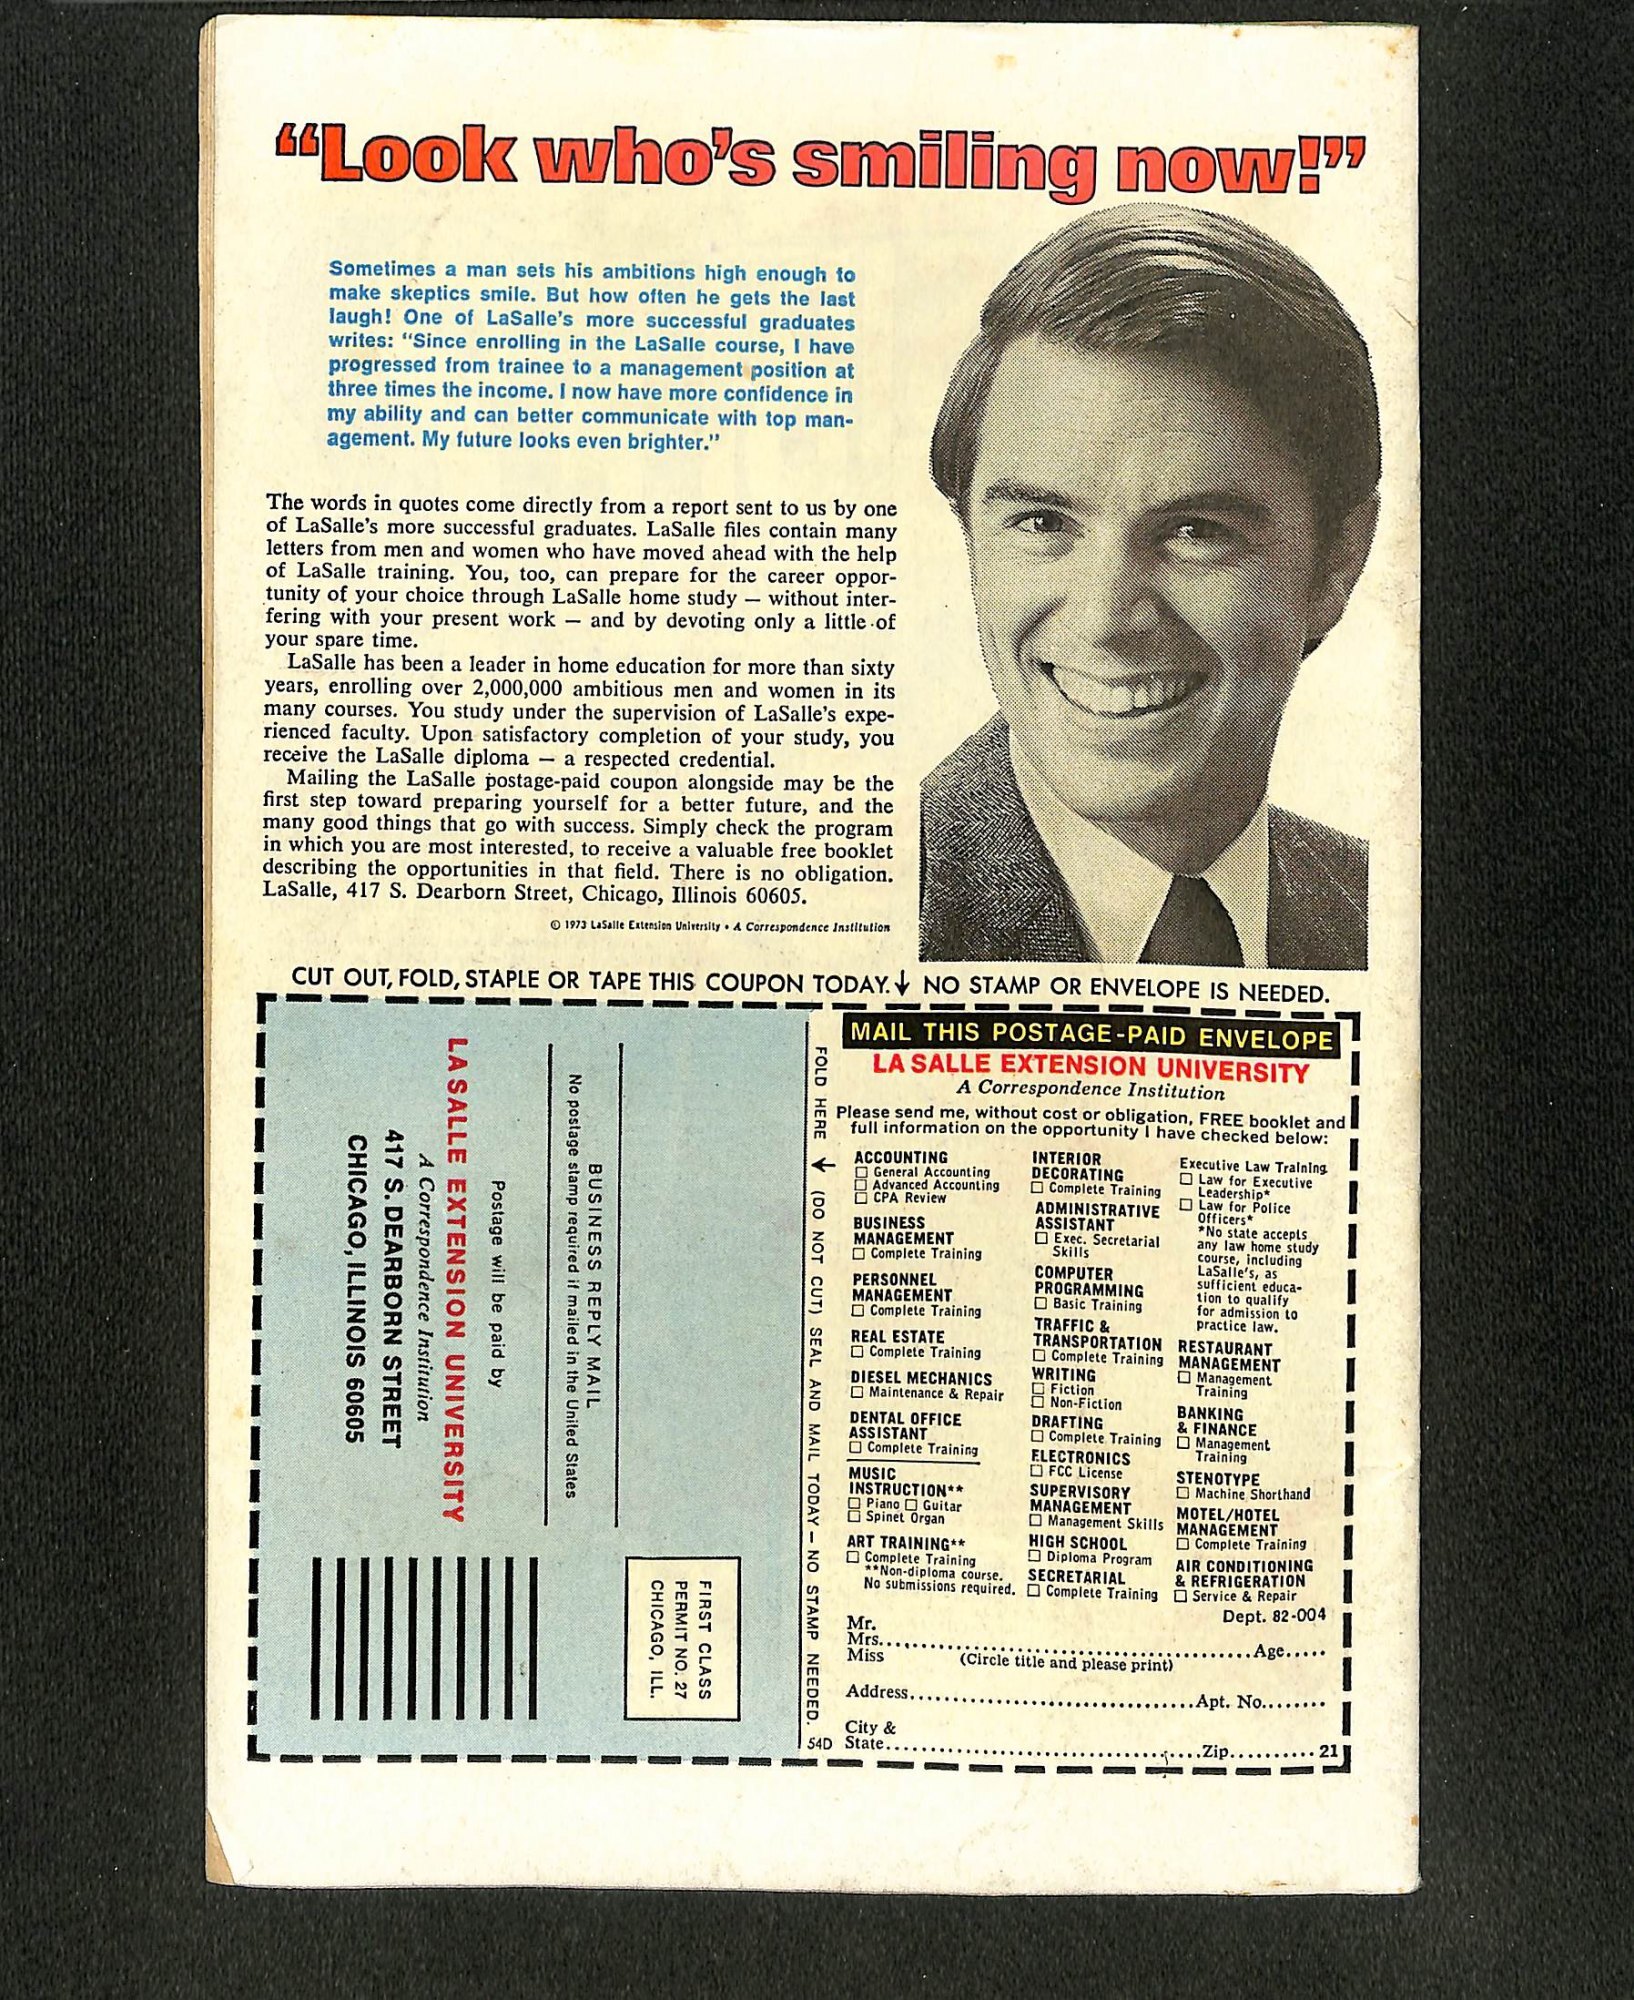 “Look who’s smiling now!”
Sometimes a man sets his ambitions high enough to
make skeptics smile. But how often he gets the last
laugh! One of LaSalle’s more successful graduates
writes: “Since enrolling in the LaSalle course, I have
progressed from trainee to a management position at
three times the income. I now have more confidence in
my ability and can better communicate with top man-
agement. My future looks even brighter.”
The words in quotes come directly from a report sent to us by one
of LaSalle’s more successful graduates. LaSalle files contain many
letters from men and women who have moved ahead with the help
of LaSalle training. You, too, can prepare for the career oppor-
tunity of your choice through LaSalle home study — without inter-
fering with your present work — and by devoting only a little of
your spare time.
LaSalle has been a leader in home education for more than sixty
years, enrolling over 2,000,000 ambitious men and women in its
many courses. You study under the supervision of LaSalle’s expe-
rienced faculty. Upon satisfactory completion of your study, you
receive the LaSalle diploma — a respected credential.
Mailing the LaSalle postage-paid coupon alongside may be the
first step toward preparing yourself for a better future, and the
many good things that go with success. Simply check the program
in which you are most interested, to receive a valuable free booklet
describing the opportunities in that field. There is no obligation.
LaSalle, 417 S. Dearborn Street, Chicago, Illinois 60605.
© 1973 LaSalle Extension University • A Correspondence Institution
CUT OUT, FOLD, STAPLE OR TAPE THIS COUPON TODAY.↓ NO STAMP OR ENVELOPE IS NEEDED.
FIRST CLASS
PERMIT NO. 27
CHICAGO, ILL.
BUSINESS REPLY MAIL
No postage stamp required if mailed in the United States
Postage will be paid by
LA SALLE EXTENSION UNIVERSITY
A Correspondence Institution
417 S. DEARBORN STREET
CHICAGO, ILLINOIS 60605
FOLD HERE ↓ (DO NOT CUT) SEAL AND MAIL TODAY — NO STAMP NEEDED.
54D
MAIL THIS POSTAGE-PAID ENVELOPE
LA SALLE EXTENSION UNIVERSITY
A Correspondence Institution
Please send me, without cost or obligation, FREE booklet and
full information on the opportunity I have checked below:
ACCOUNTING
☐ General Accounting
☐ Advanced Accounting
☐ CPA Review
BUSINESS
MANAGEMENT
☐ Complete Training
PERSONNEL
MANAGEMENT
☐ Complete Training
REAL ESTATE
☐ Complete Training
DIESEL MECHANICS
☐ Maintenance & Repair
DENTAL OFFICE
ASSISTANT
☐ Complete Training
MUSIC
INSTRUCTION**
☐ Piano ☐ Guitar
☐ Spinet Organ
ART TRAINING**
☐ Complete Training
**Non-diploma course.
No submissions required.
INTERIOR
DECORATING
☐ Complete Training
ADMINISTRATIVE
ASSISTANT
☐ Exec. Secretarial
Skills
COMPUTER
PROGRAMMING
☐ Basic Training
TRAFFIC &
TRANSPORTATION
☐ Complete Training
WRITING
☐ Fiction
☐ Non-Fiction
DRAFTING
☐ Complete Training
ELECTRONICS
☐ FCC License
SUPERVISORY
MANAGEMENT
☐ Management Skills
HIGH SCHOOL
☐ Diploma Program
SECRETARIAL
☐ Complete Training
Executive Law Training
☐ Law for Executive
Leadership*
☐ Law for Police
Officers*
*No state accepts
any law home study
course, including
LaSalle’s, as
sufficient educa-
tion to qualify
for admission to
practice law.
RESTAURANT
MANAGEMENT
☐ Management
Training
BANKING
& FINANCE
☐ Management
Training
STENOTYPE
☐ Machine Shorthand
MOTEL/HOTEL
MANAGEMENT
☐ Complete Training
AIR CONDITIONING
& REFRIGERATION
☐ Service & Repair
Dept. 82-004
Mr.
Mrs.................................................Age.....
Miss (Circle title and please print)
Address.................................Apt. No........
City &
State......................................Zip.......... 21